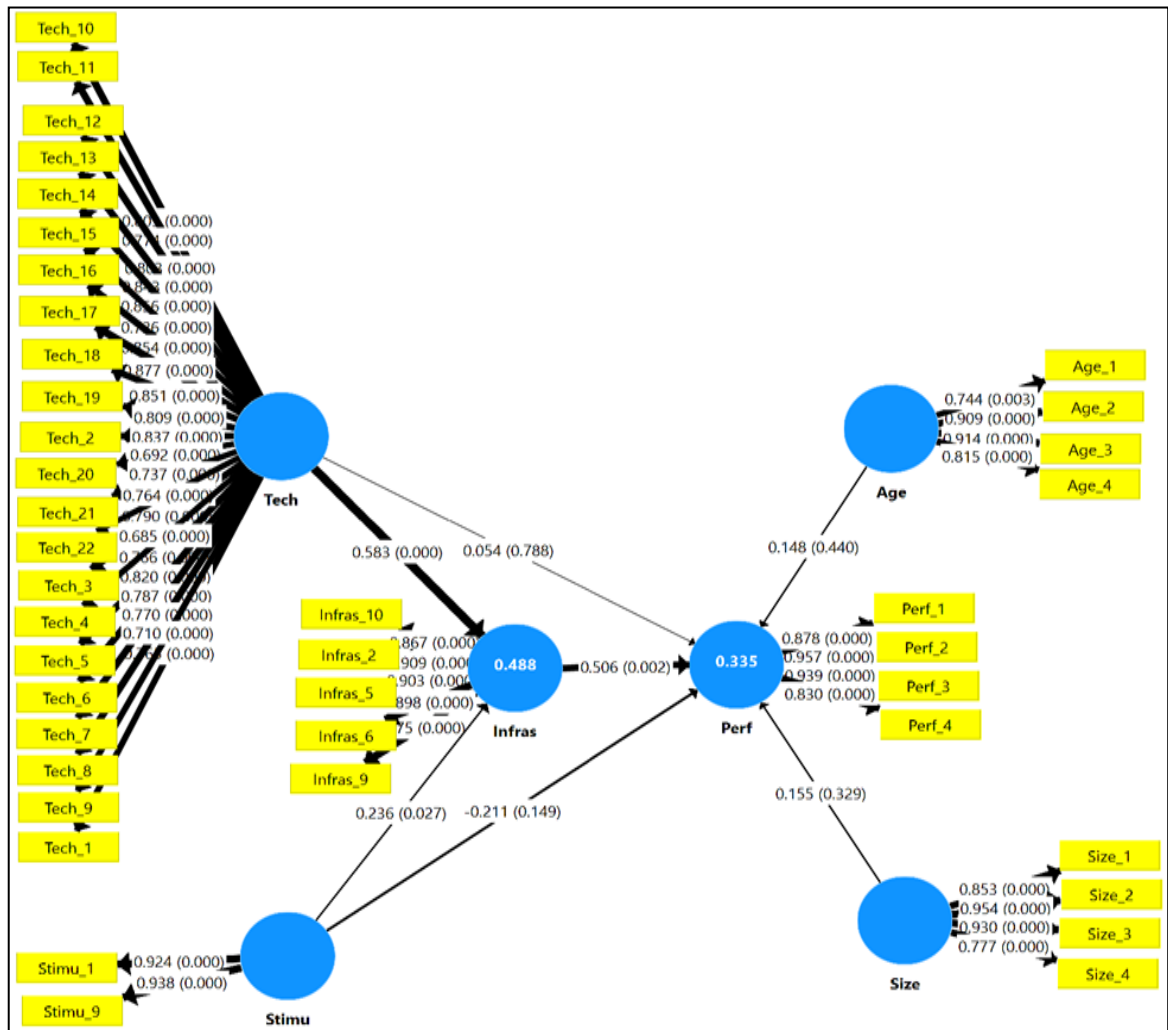 Tech_10
Tech_11
Tech_12
Tech_13
Tech_14
Tech_15
Tech_16
Tech_17
Tech_18
Tech_19
Tech_2
Tech_20
Tech_21
Tech_22
Tech_3
Tech_4
Tech_5
Tech_6
Tech_7
Tech_8
Tech_9
Tech_1
(0.000)
(0.000)
(0.000)
(0.000)
(0.000)
(0.000)
0.854 (0.000)
0.877 (0.000)
0.851 (0.000)
0.809 (0.000)
0.837 (0.000)
0.692 (0.000)
0.737 (0.000)
0.764 (0.000)
0.790
0.685 (0.000)
0.820 (0.000)
0.787 (0.000)
0.770 (0.000)
0.710 (0.000)
(0.000)
Tech
0.583 (0.000)
0.054 (0.788)
Age_1
Age_2
Age_3
Age_4
0.744 (0.003)
0.909 (0.000)
0.914 (0.000)
0.815 (0.000)
Age
0.148 (0.440)
Infras_10
Infras_2
Infras_5
Infras_6
Infras_9
0.488
Infras
0.506 (0.002)
0.335
Perf
0.878 (0.000)
0.957 (0.000)
0.939 (0.000)
0.830 (0.000)
Perf_1
Perf_2
Perf_3
Perf_4
0.236 (0.027)
-0.211 (0.149)
0.155 (0.329)
Stimu_1
Stimu_9
0.924 (0.000)
0.938 (0.000)
Stimu
Size
0.853 (0.000)
0.954 (0.000)
0.930 (0.000)
0.777 (0.000)
Size_1
Size_2
Size_3
Size_4